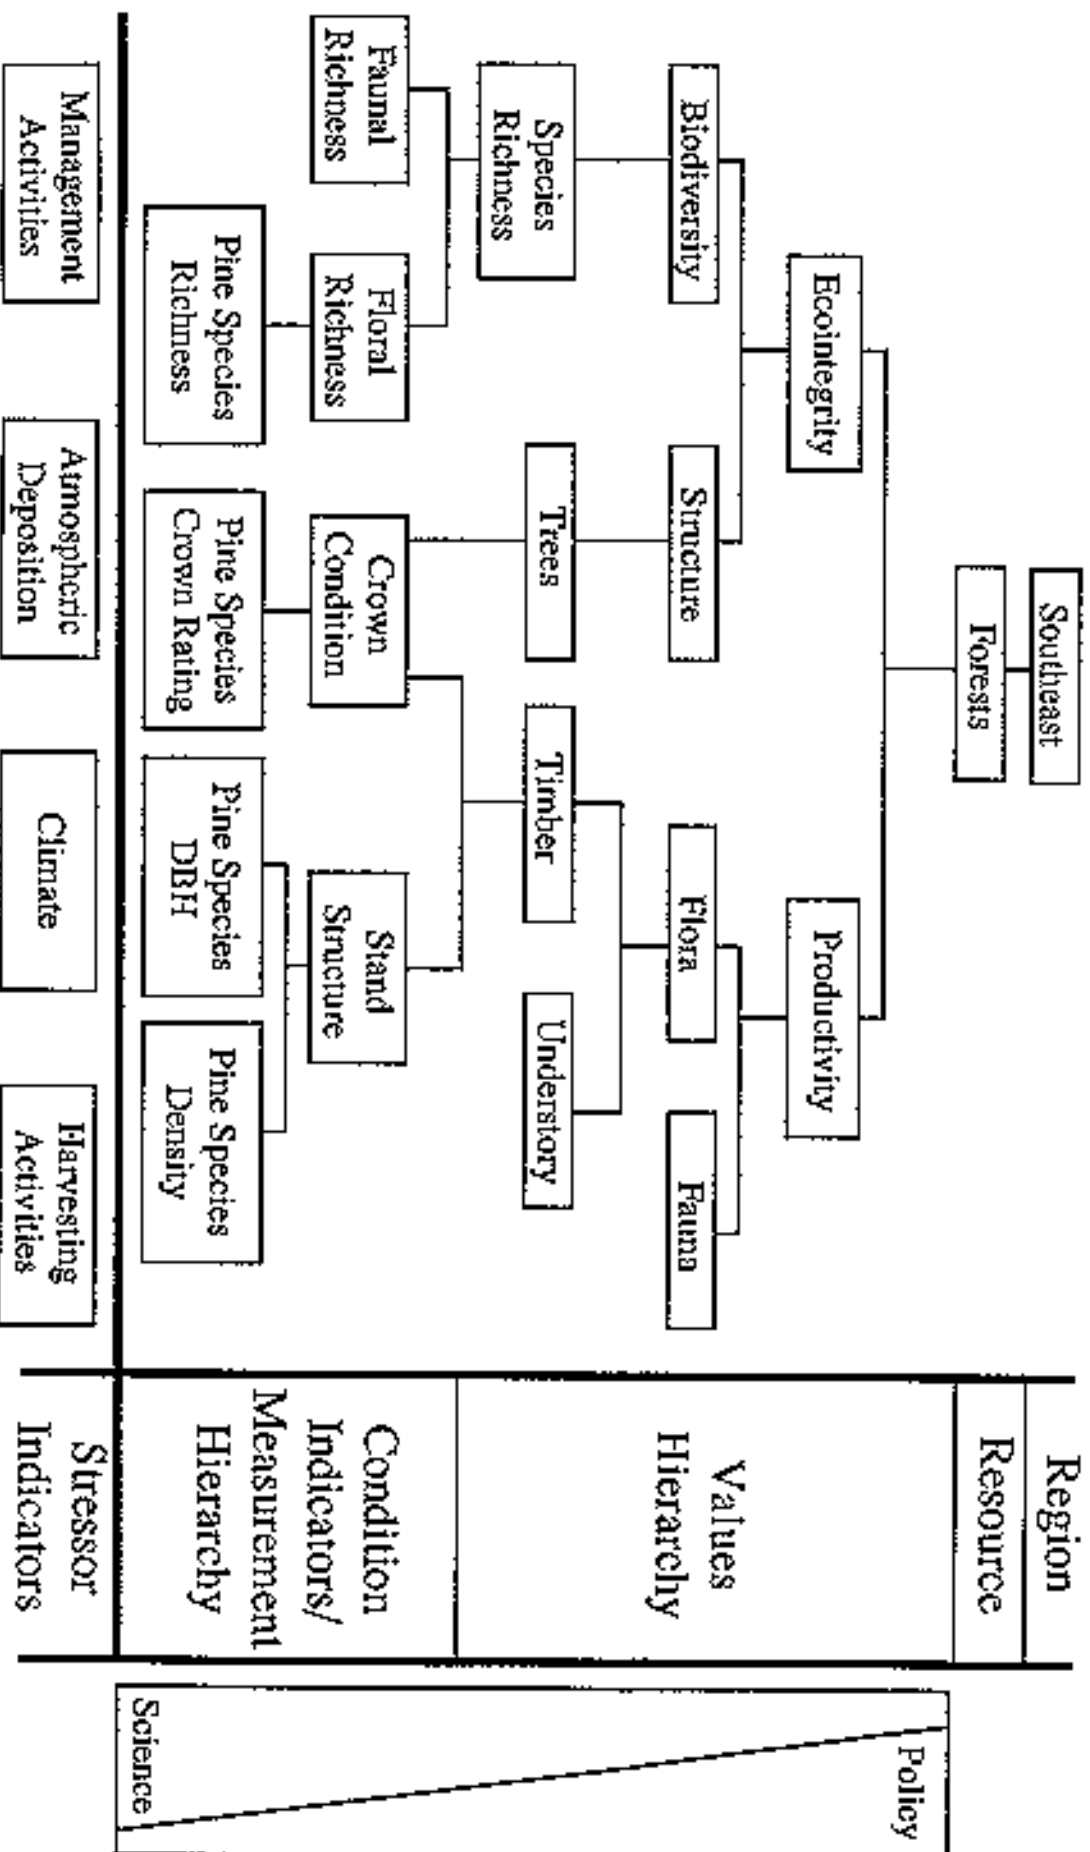 Southeast
Region
Forests
Resource
Ecointegrity
Productivity
Biodiversity
Structure
Flora
Fauna
Values
Hierarchy
Species
Richness
Trees
Timber
Understory
Faunal
Richness
Floral
Richness
Crown
Condition
Stand
Structure
Condition
Indicators/
Measurement
Hierarchy
Pine Species
Richness
Pine Species
Crown Rating
Pine Species
DBH
Pine Species
Density
Management
Activities
Atmospheric
Deposition
Climate
Harvesting
Activities
Stressor
Indicators
Policy
Science